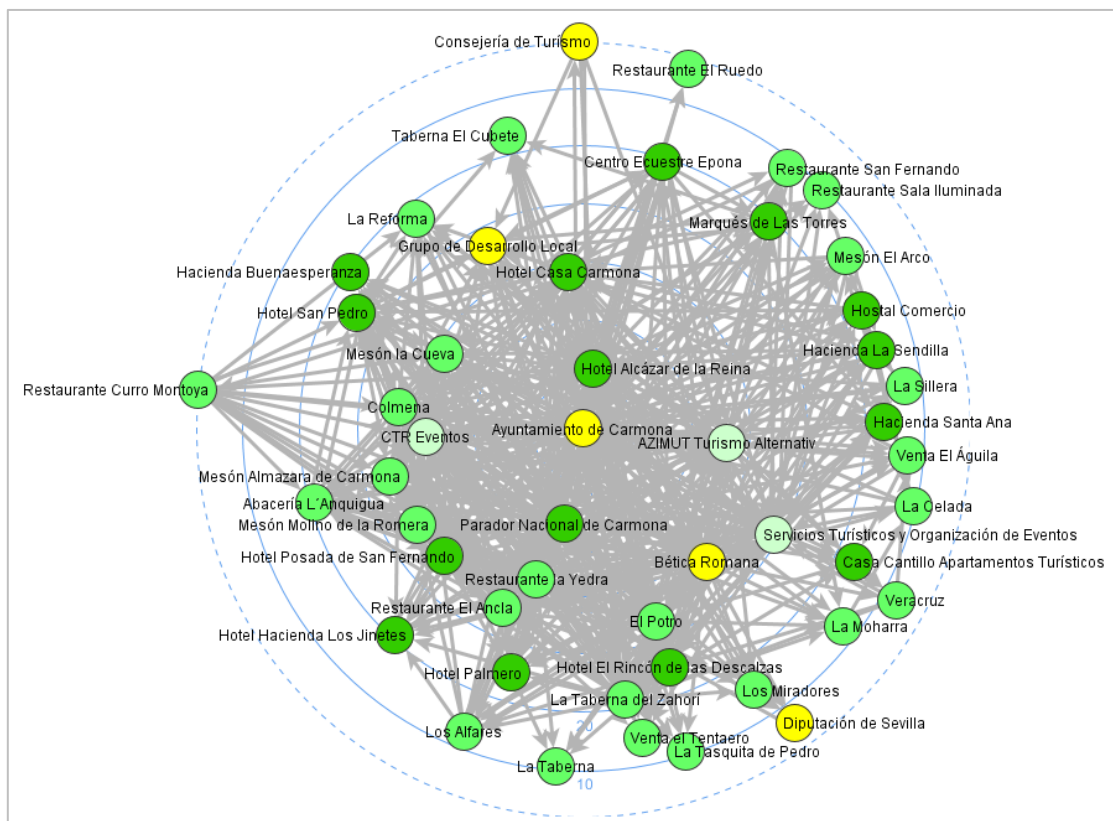 Consejería de Turísmo
Restaurante El Ruedo
Taberna El Cubete
Centro Ecuestre Epona
Restaurante San Fernando
Restaurante Sala Iluminada
La Reforma
Marqués de Las Torres
Grupo de Desarrollo Local
Mesón El Arco
Hacienda Buenaesperanza
Hotel Casa Carmona
Hotel San Pedro
Hostal Comercio
Mesón la Cueva
Hacienda La Sendilla
Hotel Alcázar de la Reina
Restaurante Curro Montoya
La Sillera
Colmena
Hacienda Santa Ana
CTR Eventos
Ayuntamiento de Carmona
AZIMUT Turismo Alternativ
Venta El Águila
Mesón Almazara de Carmona
Abacería L´Anquigua
La Celada
Mesón Molino de la Romera
Parador Nacional de Carmona
Servicios Turísticos y Organización de Eventos
Hotel Posada de San Fernando
Bética Romana
Casa Cantillo Apartamentos Turísticos
Restaurante la Yedra
Restaurante El Ancla
Veracruz
El Potro
La Moharra
Hotel Hacienda Los Jinetes
Hotel Palmero
Hotel El Rincón de las Descalzas
Los Miradores
La Taberna del Zahorí
20
Diputación de Sevilla
Los Alfares
Venta el Tentaero
La Tasquita de Pedro
La Taberna
10